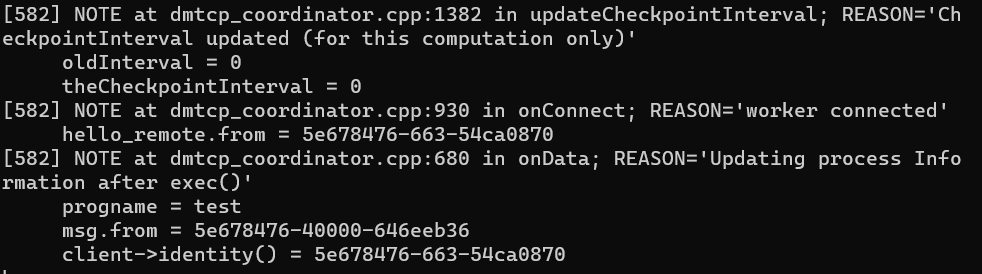 [582] NOTE at dmtcp_coordinator.cpp:1382 in updateCheckpointInterval; REASON='Ch
eckpointInterval updated (for this computation only)'
     oldInterval = 0
     theCheckpointInterval = 0
[582] NOTE at dmtcp_coordinator.cpp:930 in onConnect; REASON='worker connected'
     hello_remote.from = 5e678476-663-54ca0870
[582] NOTE at dmtcp_coordinator.cpp:680 in onData; REASON='Updating process Info
rmation after exec()'
     progname = test
     msg.from = 5e678476-40000-646eeb36
     client->identity() = 5e678476-663-54ca0870